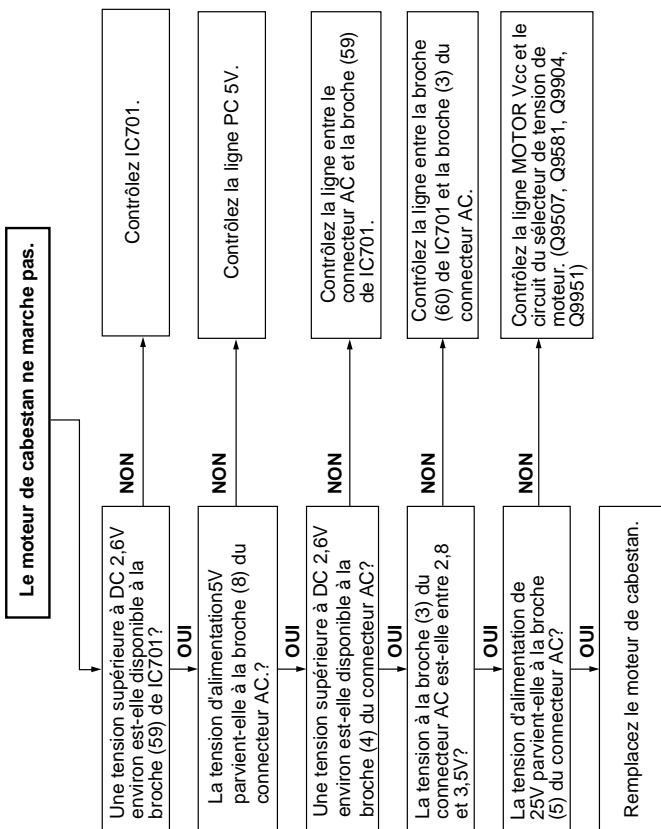 Le moteur de cabestan ne marche pas.
Une tension supérieure à DC 2,6V
environ est-elle disponible à la
broche (59) de IC701?
NON
Contrôlez IC701.
OUI
La tension d'alimentation5V
parvient-elle à la broche (8) du
connecteur AC.?
NON
Contrôlez la ligne PC 5V.
OUI
Une tension supérieure à DC 2,6V
environ est-elle disponible à la
broche (4) du connecteur AC?
NON
Contrôlez la ligne entre le
connecteur AC et la broche (59)
de IC701.
OUI
La tension à la broche (3) du
connecteur AC est-elle entre 2,8
et 3,5V?
NON
Contrôlez la ligne entre la broche
(60) de IC701 et la broche (3) du
connecteur AC.
OUI
La tension d'alimentation de
25V parvient-elle à la broche
(5) du connecteur AC?
NON
Contrôlez la ligne MOTOR Vcc et le
circuit du sélecteur de tension de
moteur. (Q9507, Q9581, Q9904,
Q9951)
OUI
Remplacez le moteur de cabestan.